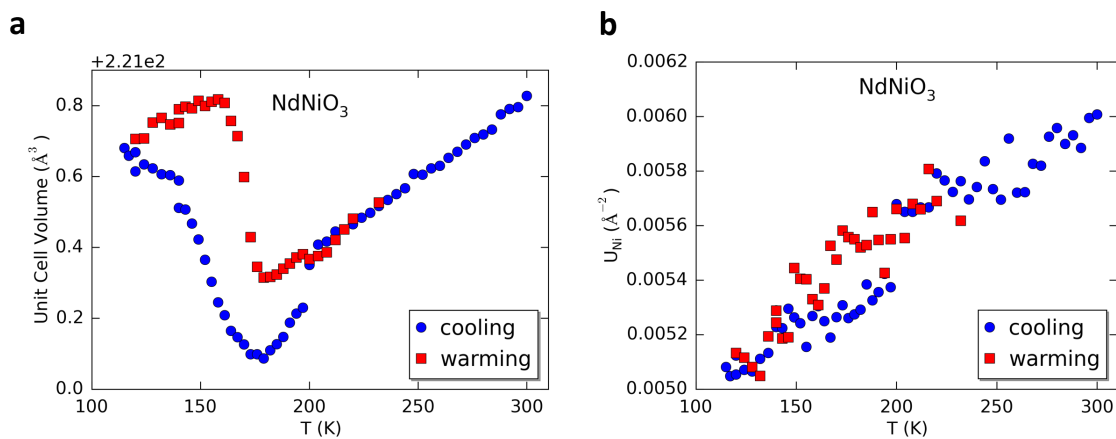 a
+2.21e2
NdNiO₃
Unit Cell Volume (Å³)
0.8
0.6
0.4
0.2
0.0
100
150
200
250
300
T (K)
cooling
warming
b
NdNiO₃
U_Ni (Å⁻²)
0.0062
0.0060
0.0058
0.0056
0.0054
0.0052
0.0050
100
150
200
250
300
T (K)
cooling
warming